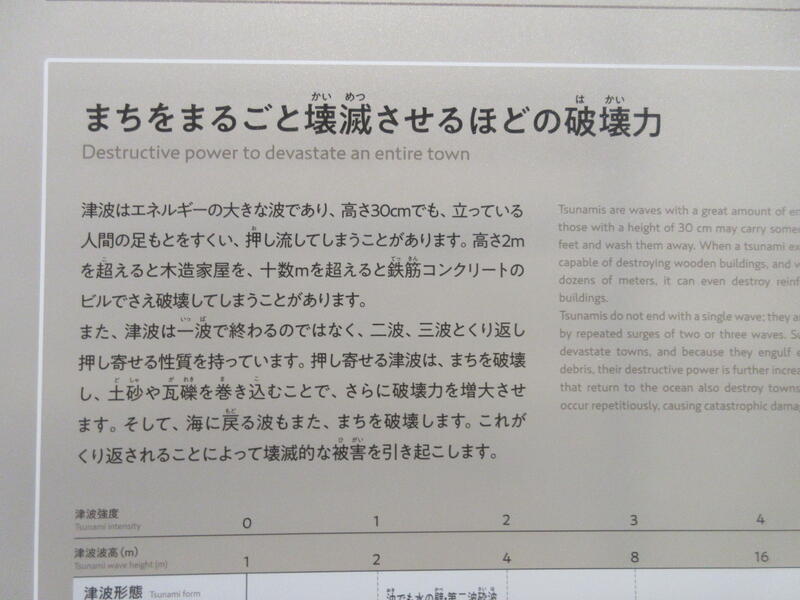 まちをまるごと壊滅させるほどの破壊力
Destructive power to devastate an entire town
津波はエネルギーの大きな波であり、高さ30cmでも、立っている
人間の足もとをすくい、押し流してしまうことがあります。高さ2m
を超えると木造家屋を、十数mを超えると鉄筋コンクリートの
ビルでさえ破壊してしまうことがあります。
また、津波は一波で終わるのではなく、二波、三波とくり返し
押し寄せる性質を持っています。押し寄せる津波は、まちを破壊
し、土砂や瓦礫を巻き込むことで、さらに破壊力を増大させ
ます。そして、海に戻る波もまた、まちを破壊します。これが
くり返されることによって壊滅的な被害を引き起こします。
Tsunamis are waves with a great amount of
those with a height of 30 cm may carry
feet and wash them away. When a tsunami
capable of destroying wooden buildings, and
dozens of meters, it can even destroy
buildings.
Tsunamis do not end with a single wave; they
by repeated surges of two or three waves.
devastate towns, and because they engulf
debris, their destructive power is further
that return to the ocean also destroy towns
occur repetitiously, causing catastrophic
津波強度
Tsunami intensity
0 1 2 3 4
津波波高(m)
Tsunami wave height (m)
1 2 4 8 16
津波形態 Tsunami form
沖でも水の壁・第二波砕波